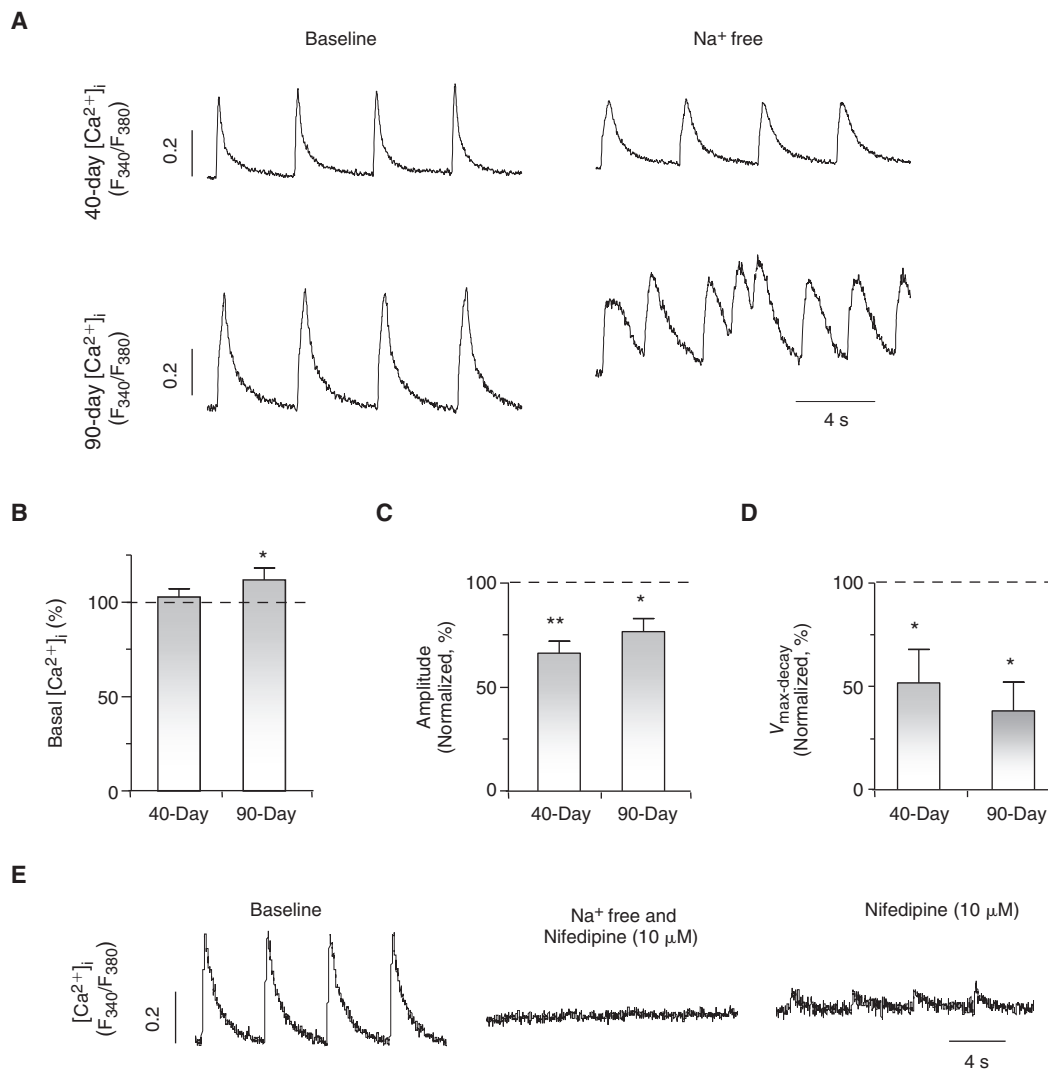 A
Baseline
Na+ free
40-day [Ca2+]i
(F340/F380)
0.2
90-day [Ca2+]i
(F340/F380)
0.2
4 s
B
Basal [Ca2+]i (%)
100
50
0
*
40-Day
90-Day
C
Amplitude
(Normalized, %)
100
50
0
**
*
40-Day
90-Day
D
Vmax-decay
(Normalized, %)
100
50
0
*
*
40-Day
90-Day
E
Baseline
Na+ free and
Nifedipine (10 μM)
Nifedipine (10 μM)
[Ca2+]i
(F340/F380)
0.2
4 s